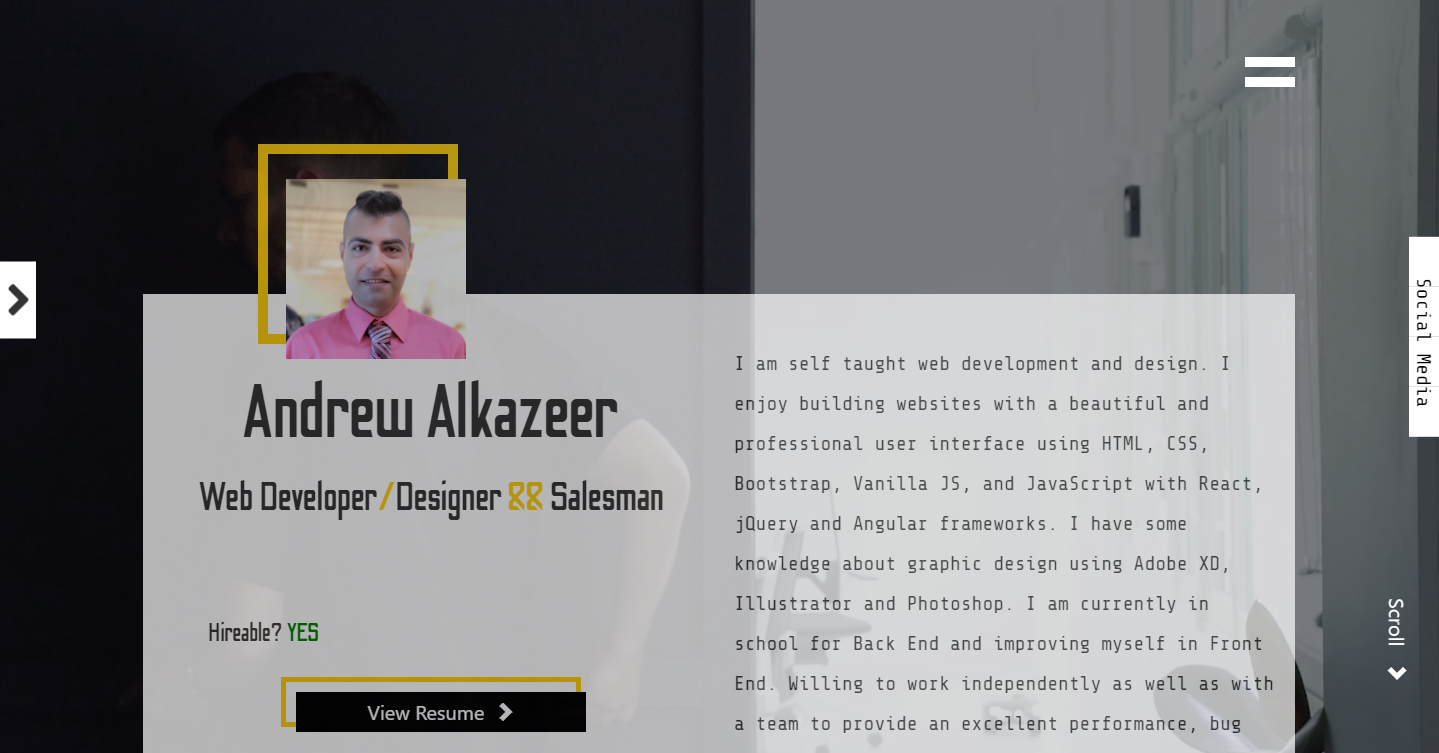 Andrew Alkazeer
Web Developer/Designer && Salesman
Hireable? YES
View Resume
I am self taught web development and design. I
enjoy building websites with a beautiful and
professional user interface using HTML, CSS,
Bootstrap, Vanilla JS, and JavaScript with React,
jQuery and Angular frameworks. I have some
knowledge about graphic design using Adobe XD,
Illustrator and Photoshop. I am currently in
school for Back End and improving myself in Front
End. Willing to work independently as well as with
a team to provide an excellent performance, bug
Social Media
Scroll